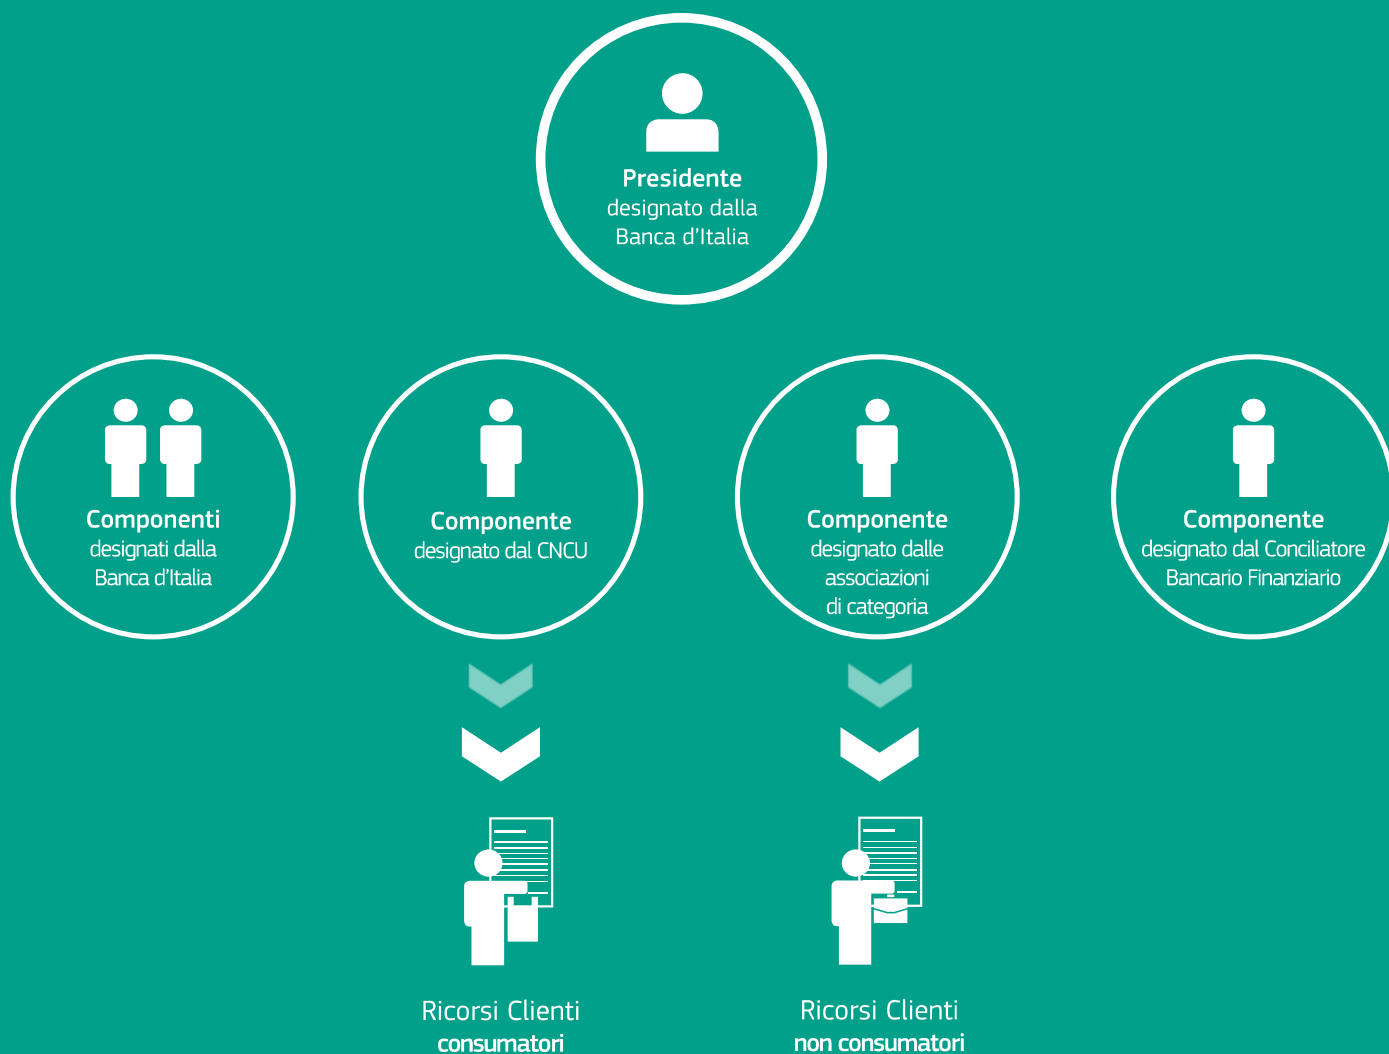 Presidente
designato dalla
Banca d'Italia
Componenti
designati dalla
Banca d'Italia
Componente
designato dal CNCU
Componente
designato dalle
associazioni
di categoria
Componente
designato dal Conciliatore
Bancario Finanziario
Ricorsi Clienti
consumatori
Ricorsi Clienti
non consumatori